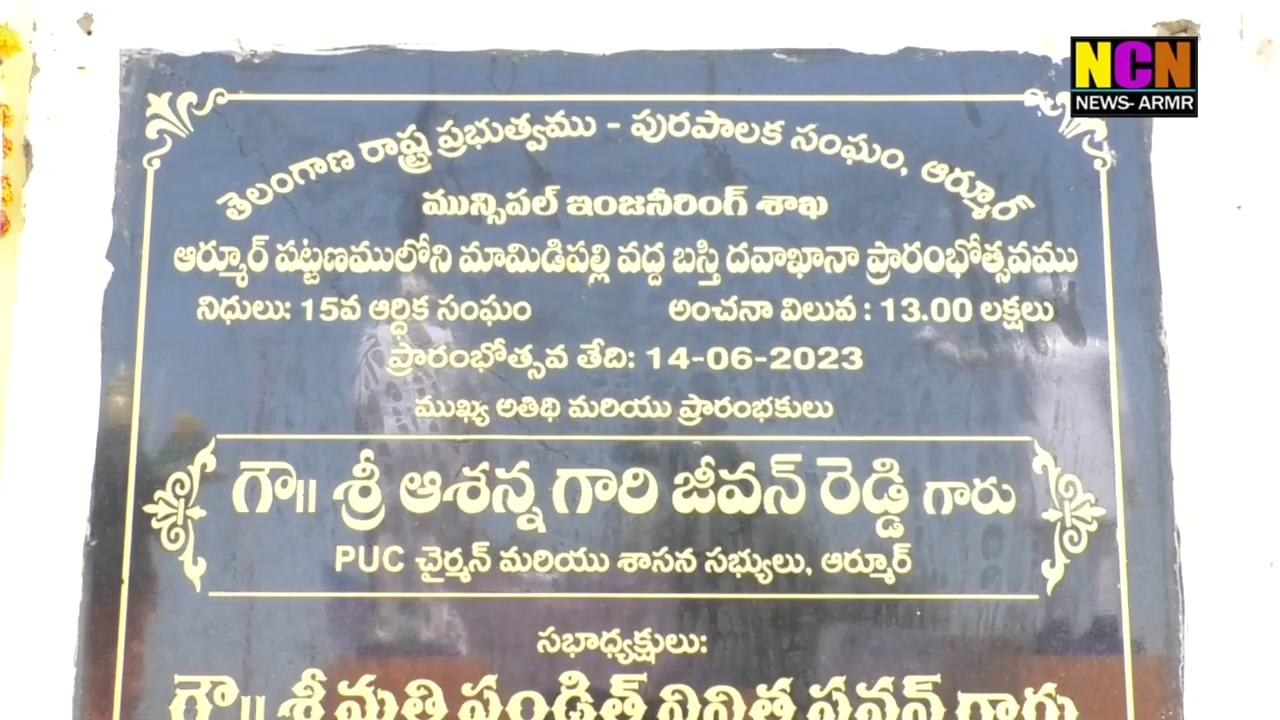 NCN
NEWS- ARMR
తెలంగాణ రాష్ట్ర ప్రభుత్వము - పురపాలక సంఘం, ఆర్మూర్
మున్సిపల్ ఇంజనీరింగ్ శాఖ
ఆర్మూర్ పట్టణములోని మామిడిపల్లి వద్ద బస్తి దవాఖానా ప్రారంభోత్సవము
నిధులు: 15వ ఆర్ధిక సంఘం అంచనా విలువ : 13.00 లక్షలు
ప్రారంభోత్సవ తేది: 14-06-2023
ముఖ్య అతిథి మరియు ప్రారంభకులు
గౌ॥ శ్రీ ఆశన్న గారి జీవన్ రెడ్డి గారు
PUC చైర్మన్ మరియు శాసన సభ్యులు, ఆర్మూర్
సభాధ్యక్షులు:
గౌ॥ శ్రీమతి పండిత్ వినిత పవన్ గారు